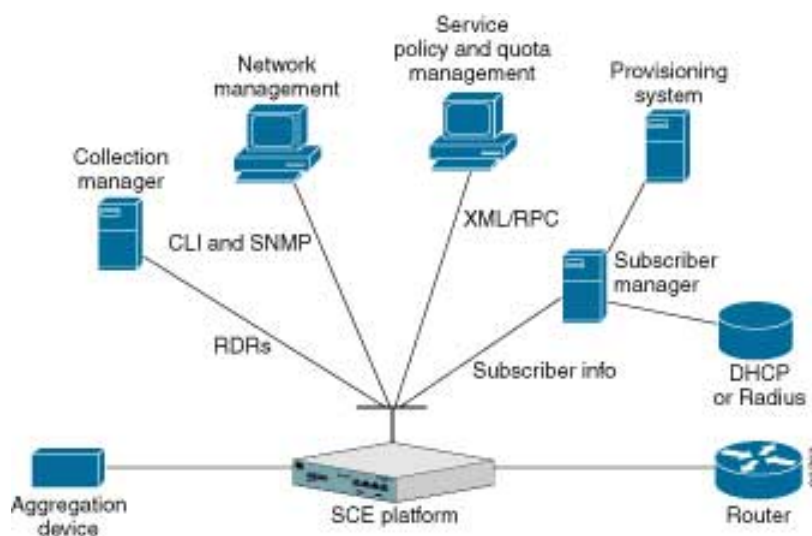 Service
policy and quota
management
Network
management
Provisioning
system
Collection
manager
XML/RPC
CLI and SNMP
Subscriber
manager
RDRs
Subscriber info
DHCP
or Radius
Aggregation
device
SCE platform
Router